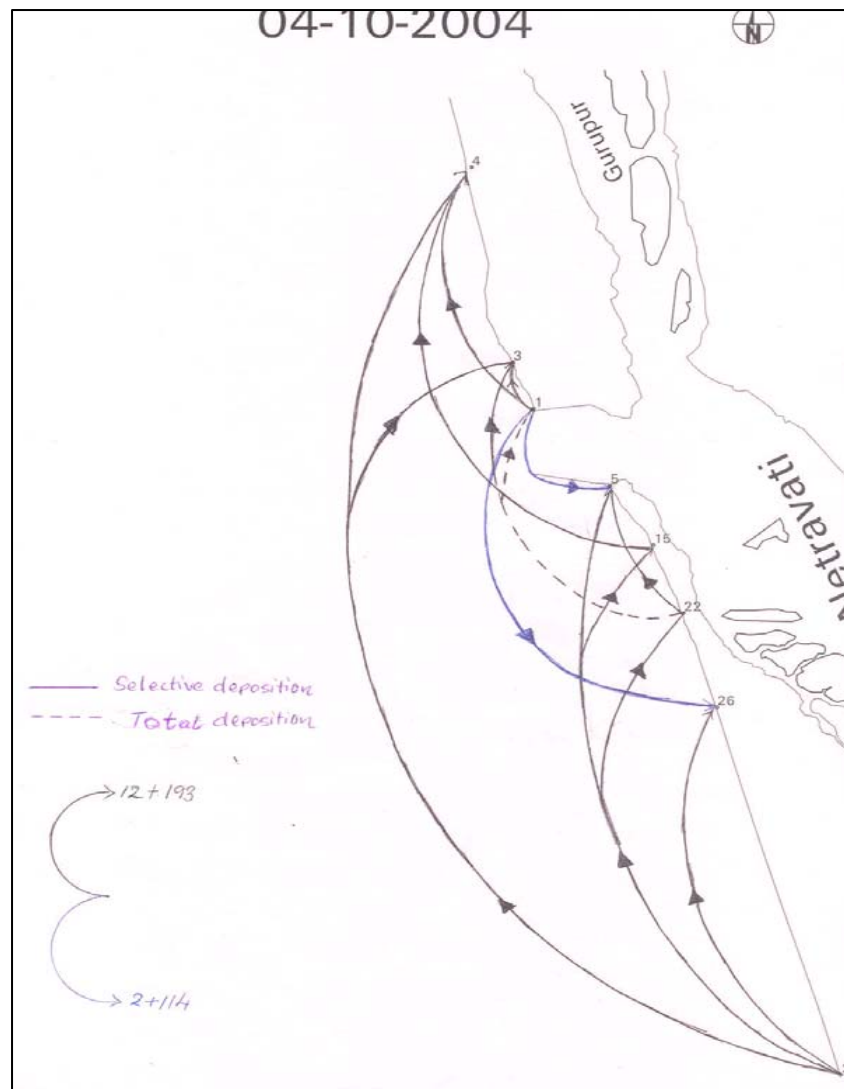 04-10-2004
N
Gurupur
4
3
1
5
Netravati
15
22
26
Selective deposition
Total deposition
12+193
2+114